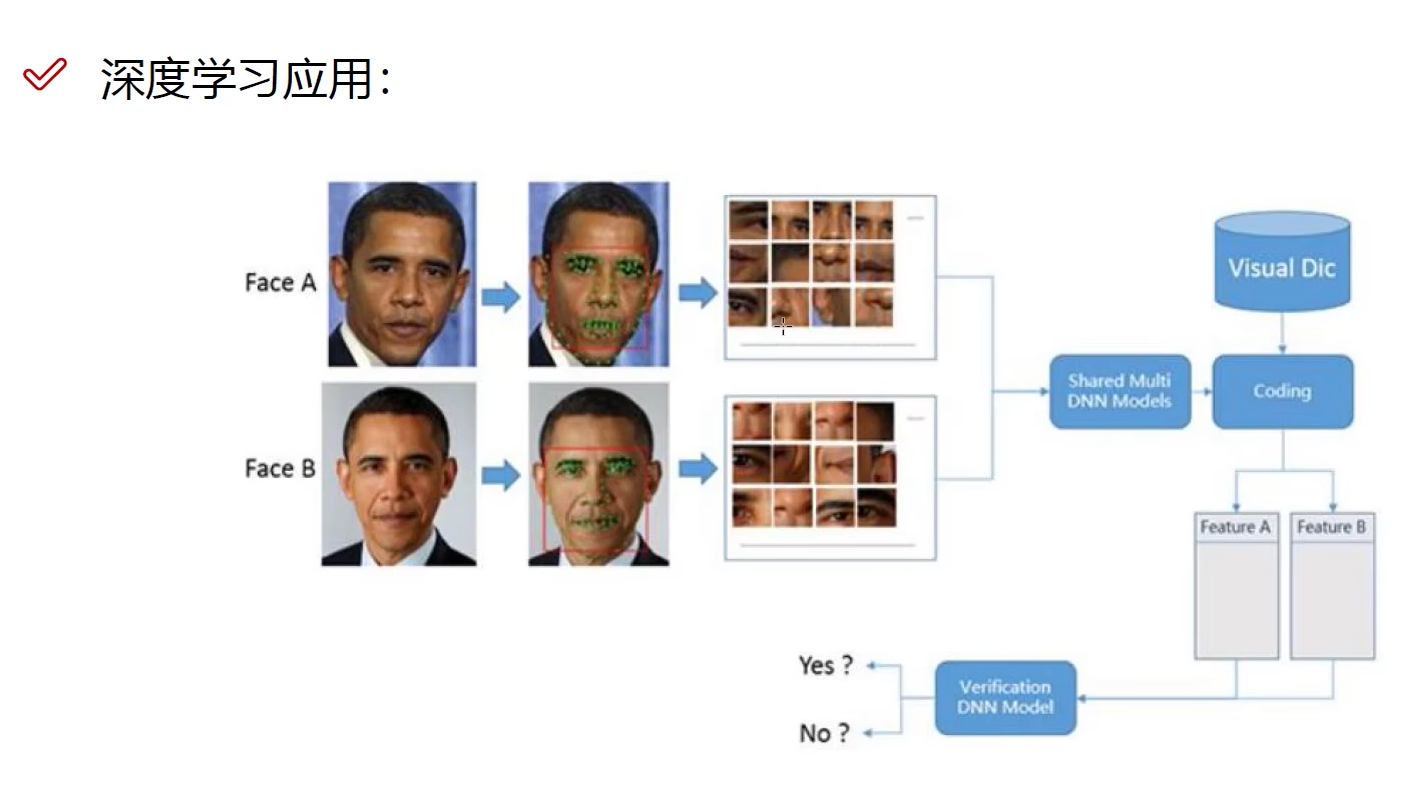 深度学习应用：
Face A
Visual Dic
Shared Multi
DNN Models
Coding
Face B
Feature A
Feature B
Yes ?
Verification
DNN Model
No ?